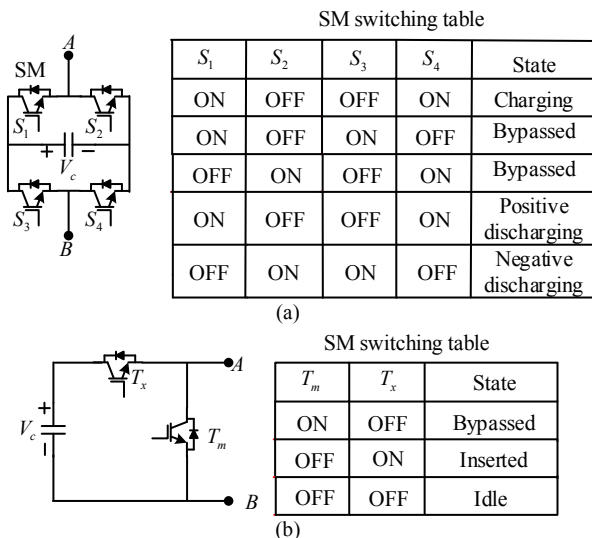 SM switching table
A
SM
S1
S2
+ Vc −
S3
S4
B
S1 S2 S3 S4 State
ON OFF OFF ON Charging
ON OFF ON OFF Bypassed
OFF ON OFF ON Bypassed
ON OFF OFF ON Positive discharging
OFF ON ON OFF Negative discharging
(a)
SM switching table
Tx
A
+
Vc
−
Tm
B
Tm Tx State
ON OFF Bypassed
OFF ON Inserted
OFF OFF Idle
(b)